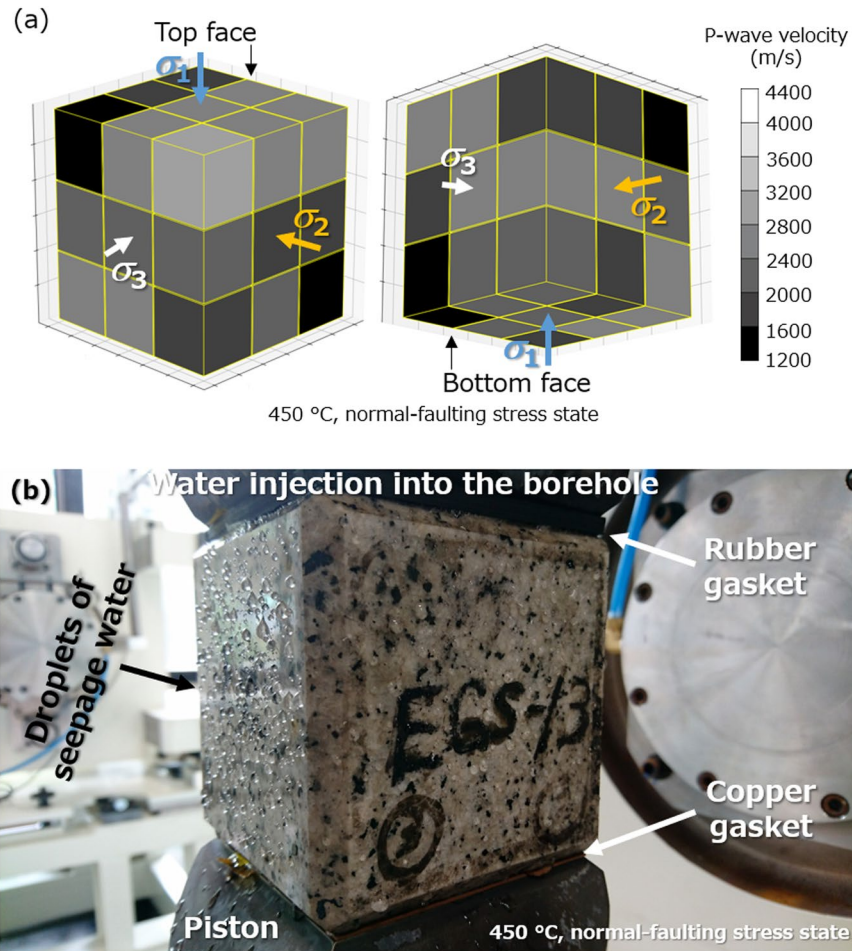 (a)
Top face
σ1
σ3
σ2
σ3
σ2
σ1
Bottom face
450 °C, normal-faulting stress state
P-wave velocity
(m/s)
4400
4000
3600
3200
2800
2400
2000
1600
1200
(b)
Water injection into the borehole
Rubber
gasket
Droplets of
seepage water
EGS-13
Copper
gasket
Piston
450 °C, normal-faulting stress state